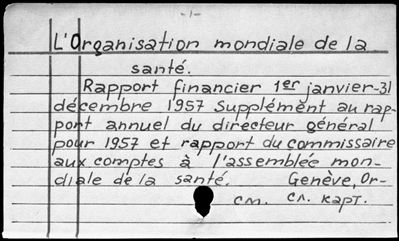 -1-
L'Organisation mondiale de la
santé.
Rapport financier 1er janvier-31
décembre 1957 Supplément au rap-
port annuel du directeur général
pour 1957 et rapport du commissaire
aux comptes à l'assemblée mon-
diale de la santé. Genève, Or-
см. сл. карт.